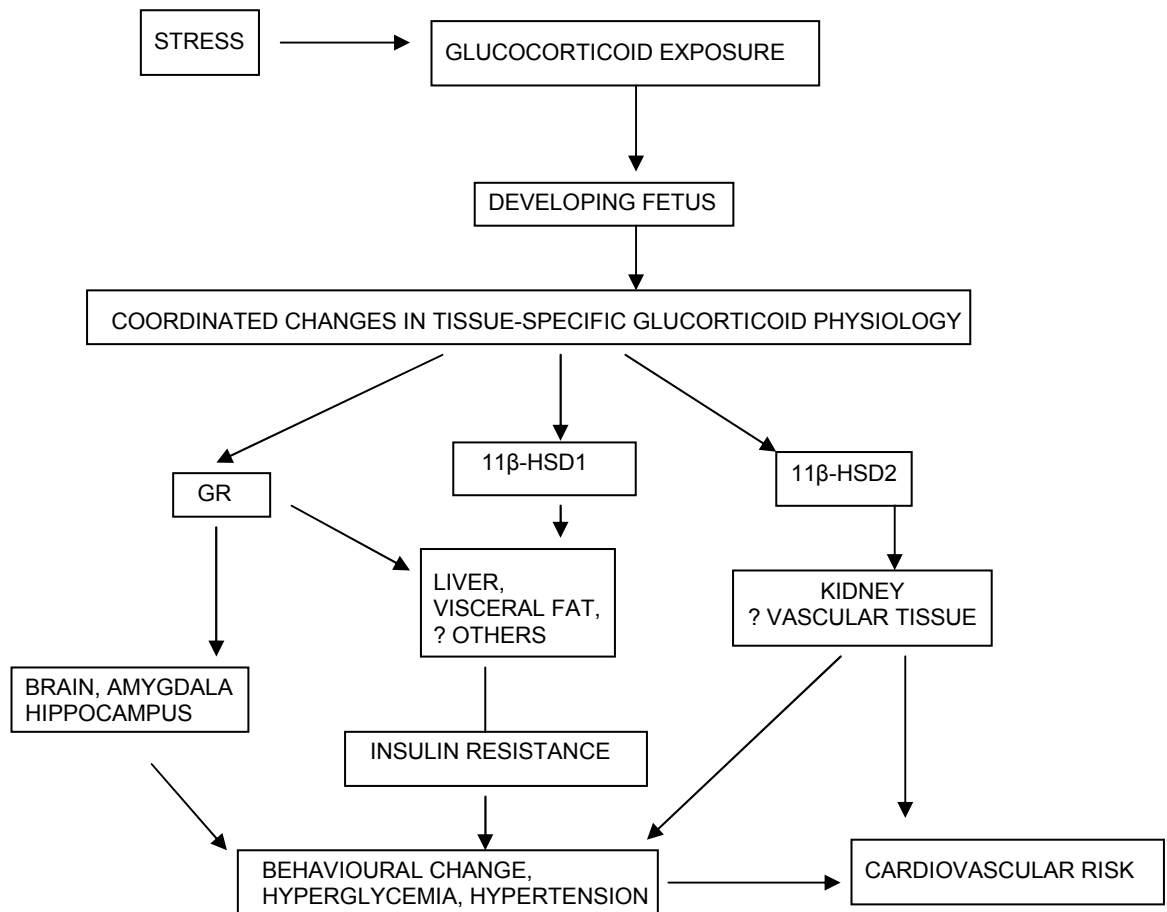 STRESS
GLUCOCORTICOID EXPOSURE
DEVELOPING FETUS
COORDINATED CHANGES IN TISSUE-SPECIFIC GLUCORTICOID PHYSIOLOGY
GR
11β-HSD1
11β-HSD2
LIVER,
VISCERAL FAT,
? OTHERS
KIDNEY
? VASCULAR TISSUE
BRAIN, AMYGDALA
HIPPOCAMPUS
INSULIN RESISTANCE
BEHAVIOURAL CHANGE,
HYPERGLYCEMIA, HYPERTENSION
CARDIOVASCULAR RISK